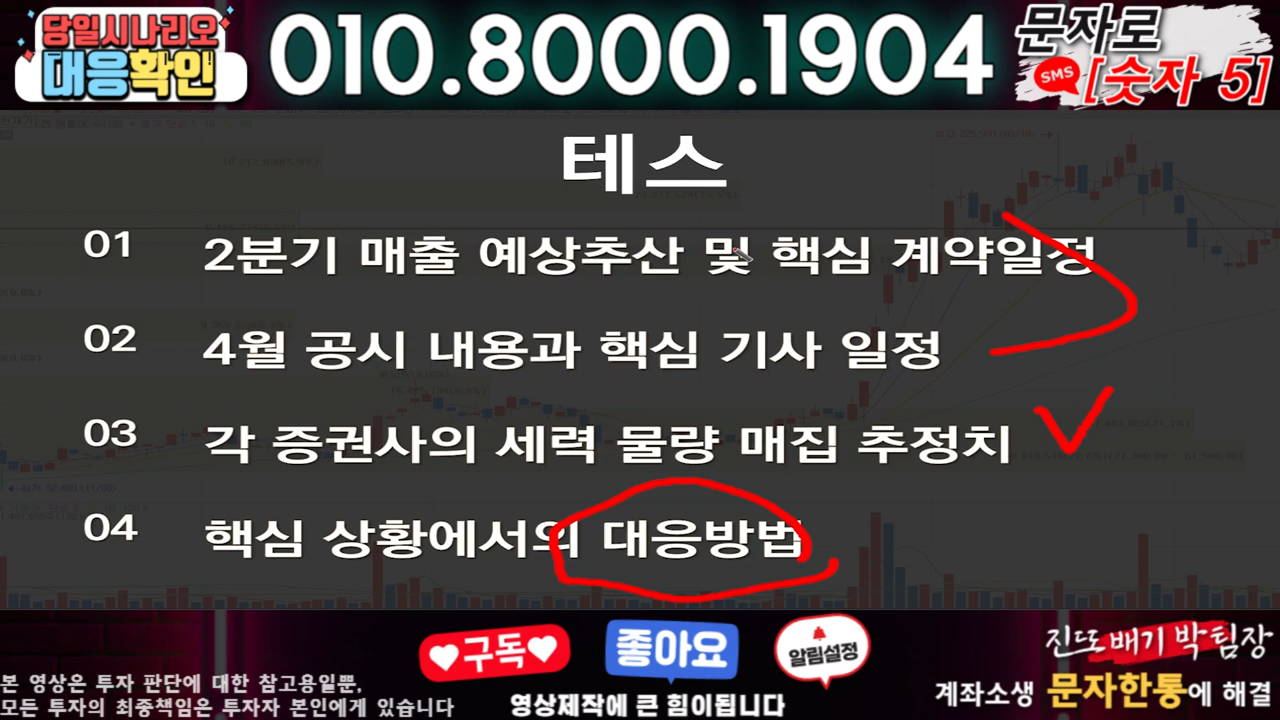 당일시나리오
대응확인
010.8000.1904
문자로
SMS
[숫자 5]
테스
01 2분기 매출 예상추산 및 핵심 계약일정
02 4월 공시 내용과 핵심 기사 일정
03 각 증권사의 세력 물량 매집 추정치
04 핵심 상황에서의 대응방법
구독
좋아요
알림설정
영상제작에 큰 힘이됩니다
본 영상은 투자 판단에 대한 참고용일뿐,
모든 투자의 최종책임은 투자자 본인에게 있습니다
진또배기 박팀장
계좌소생 문자한통에 해결